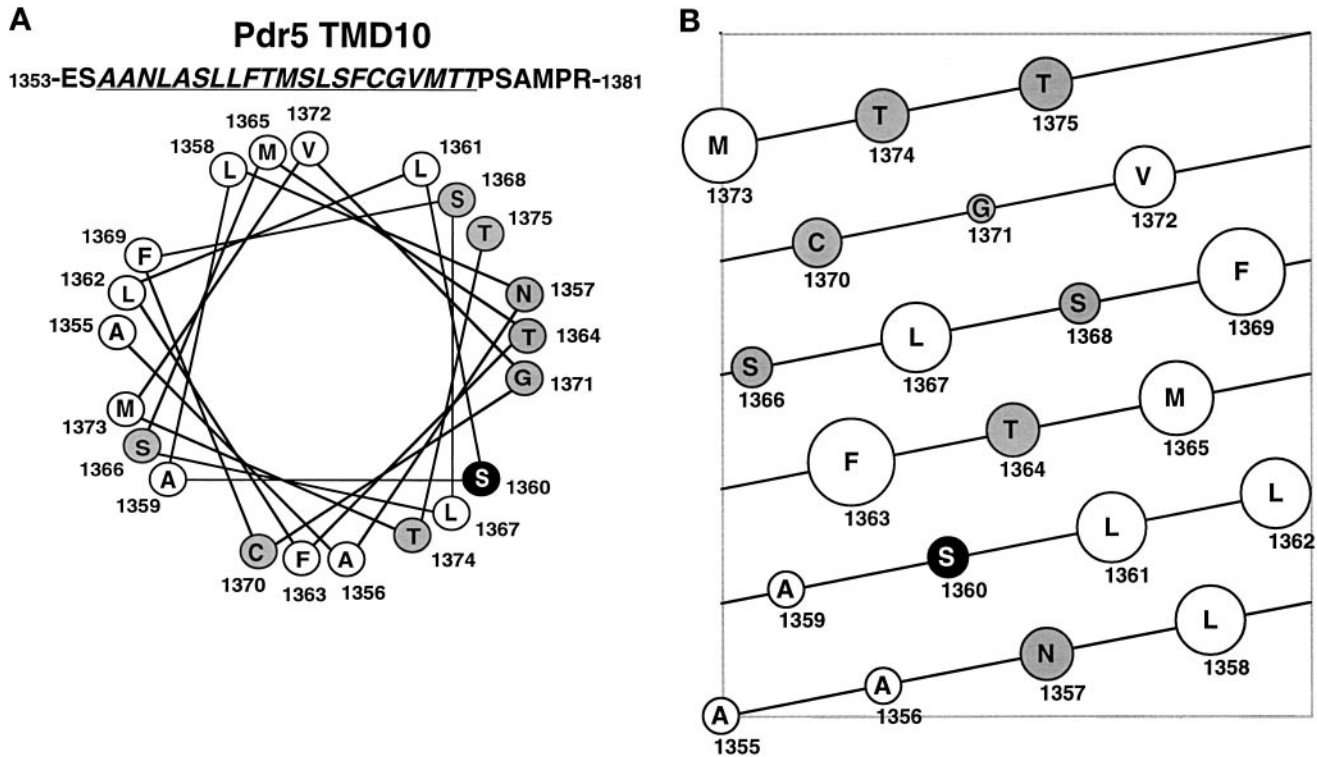 A
Pdr5 TMD10
1353-ESAANLASLLFTMSLSFCGVMTTPSAMPR-1381
1372
1365
V
1361
1358
M
L
L
1368
S
1375
T
1369
F
1362
L
N
1357
1355
A
T
1364
G
1371
M
1373
S
1366
A
1359
S
1360
L
1367
T
1374
C
1370
F
1363
A
1356
B
T
1375
T
1374
M
1373
V
1372
G
1371
C
1370
F
1369
S
1368
L
1367
S
1366
M
1365
T
1364
F
1363
L
1362
L
1361
S
1360
A
1359
L
1358
N
1357
A
1356
A
1355